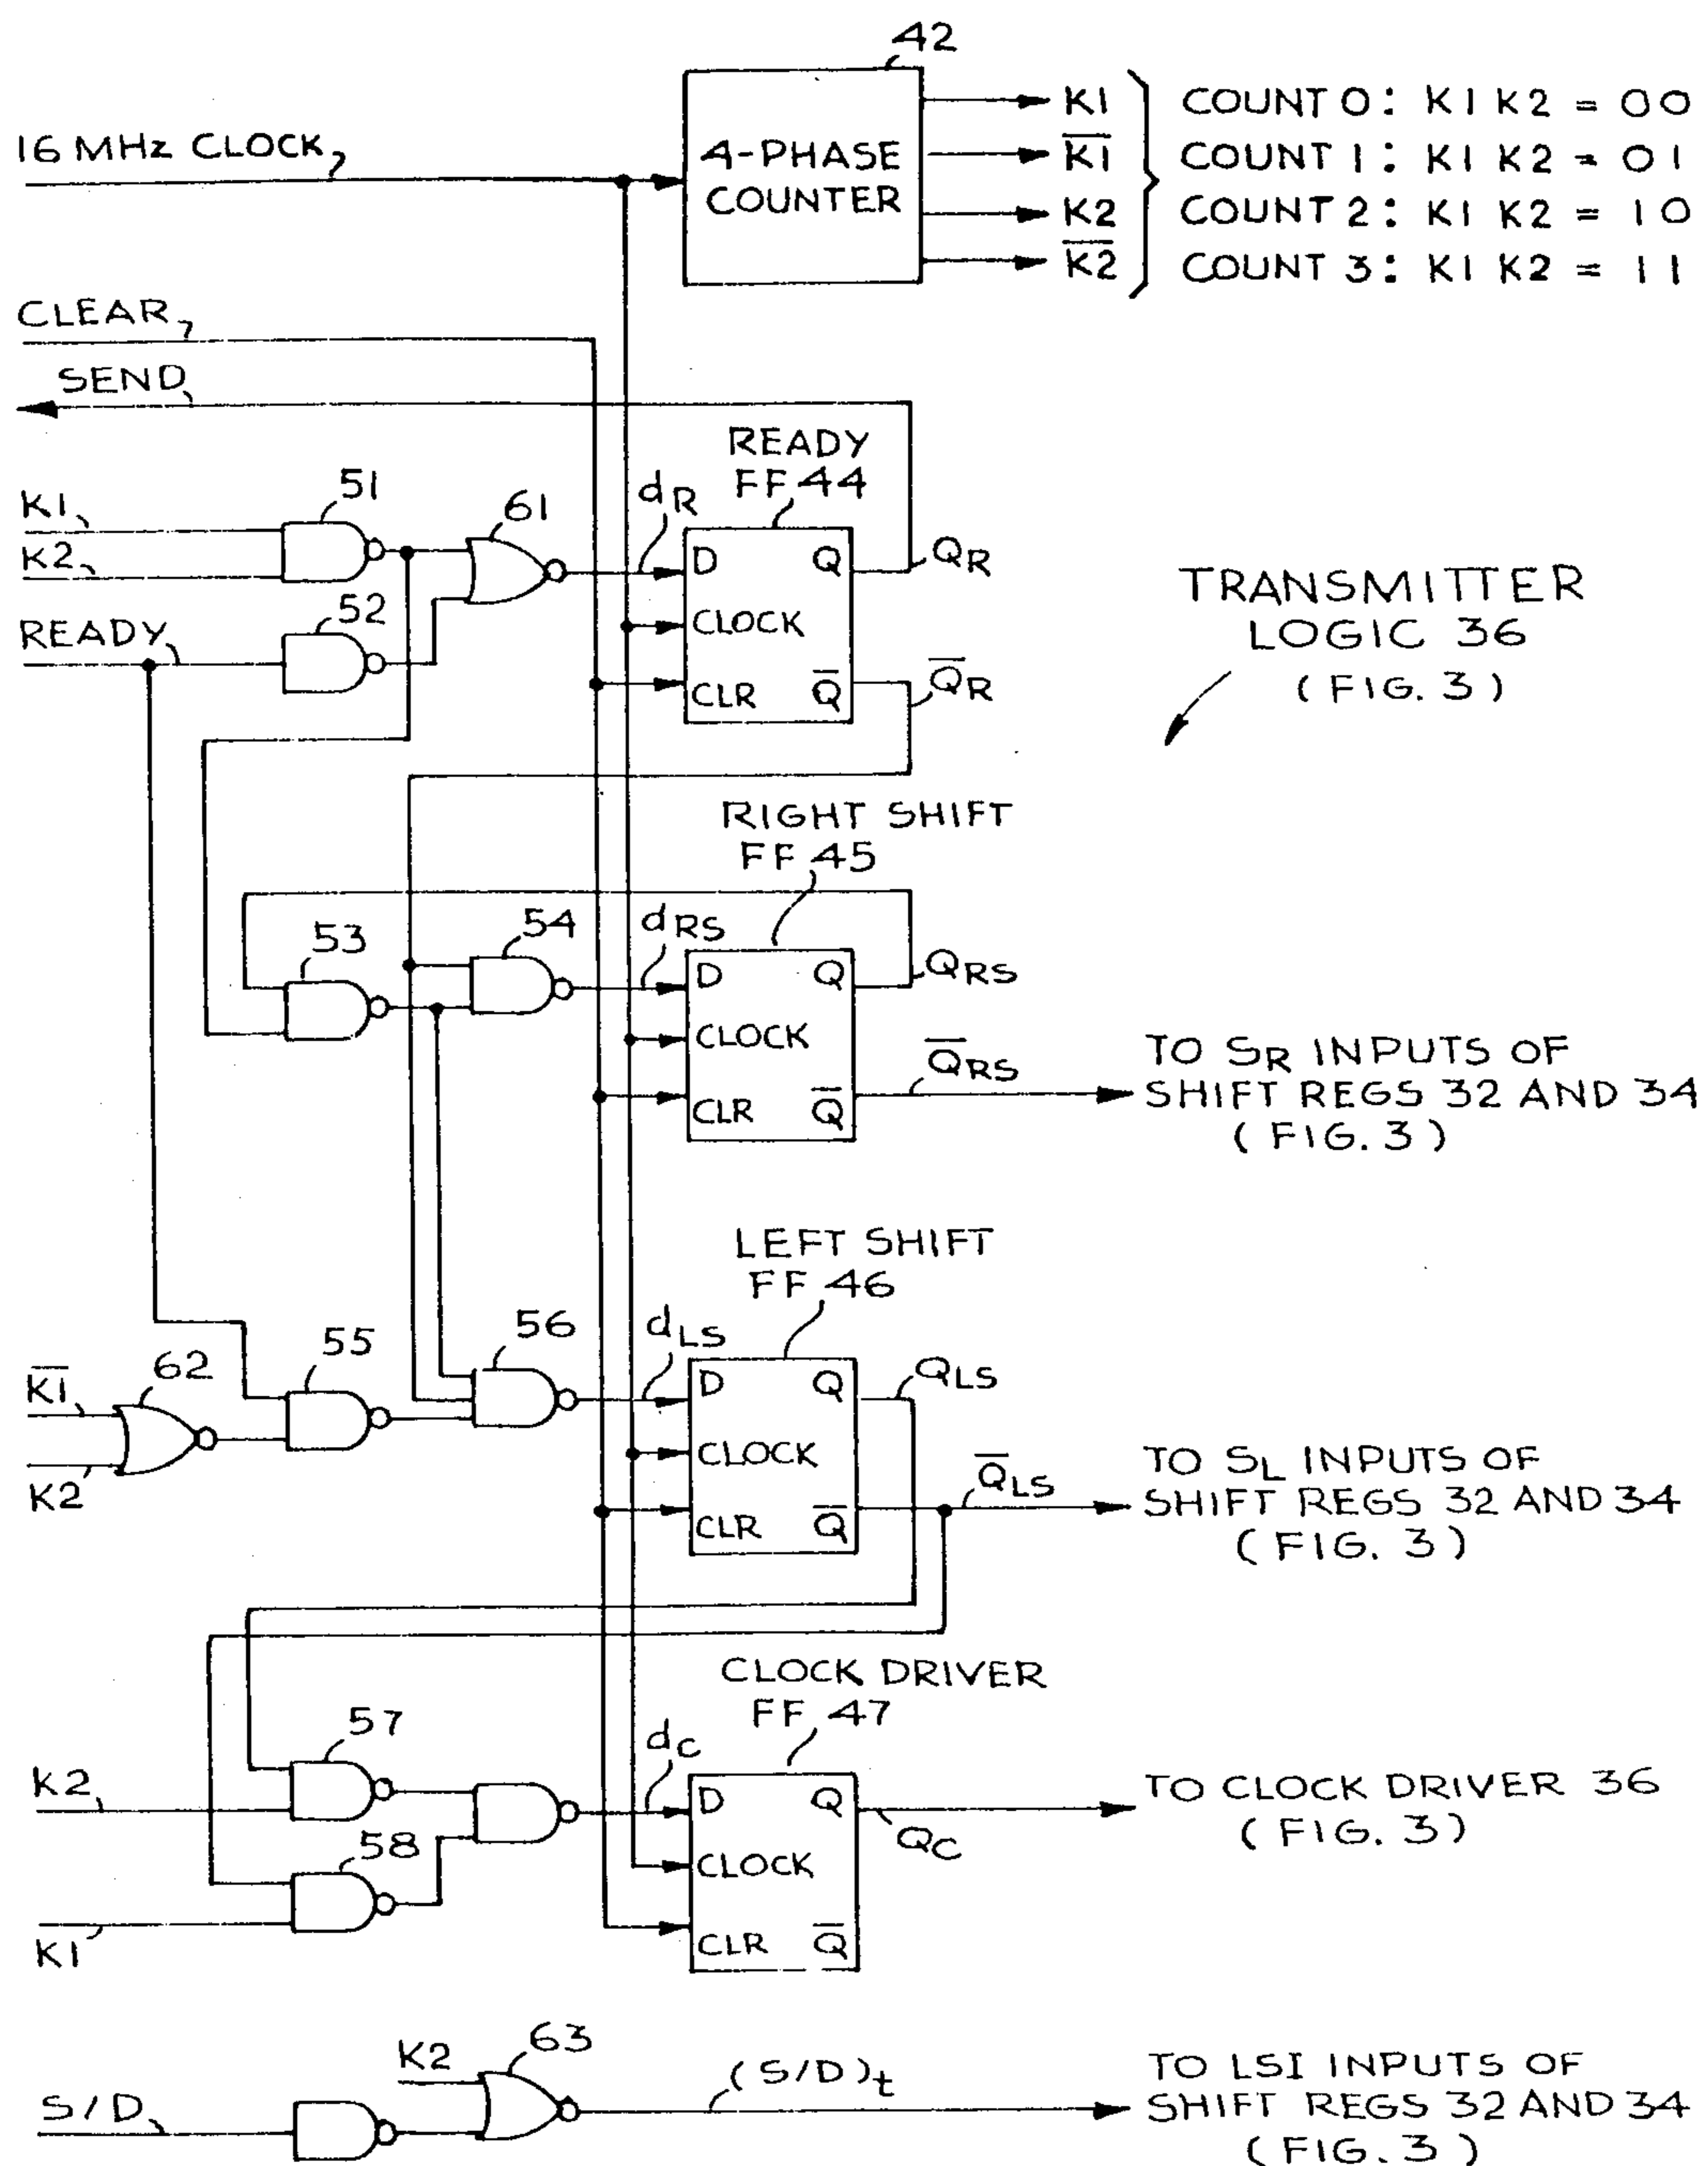 42
16 MHz CLOCK
4-PHASE
COUNTER
K1
K̅1̅
K2
K̅2̅
COUNT 0: K1 K2 = 00
COUNT 1: K1 K2 = 01
COUNT 2: K1 K2 = 10
COUNT 3: K1 K2 = 11
CLEAR
SEND
READY
FF 44
K1
K2
51
61
dR
D
Q
QR
CLOCK
CLR
Q̅
Q̅R
READY
52
TRANSMITTER
LOGIC 36
(FIG. 3)
RIGHT SHIFT
FF 45
53
54
dRS
D
Q
QRS
CLOCK
CLR
Q̅
Q̅RS
TO SR INPUTS OF
SHIFT REGS 32 AND 34
(FIG. 3)
LEFT SHIFT
FF 46
K̅1̅
K2
62
55
56
dLS
D
Q
QLS
CLOCK
CLR
Q̅
Q̅LS
TO SL INPUTS OF
SHIFT REGS 32 AND 34
(FIG. 3)
CLOCK DRIVER
FF 47
K2
57
58
K1
dC
D
Q
QC
CLOCK
CLR
Q̅
TO CLOCK DRIVER 36
(FIG. 3)
S/D
K2
63
(S/D)t
TO LSI INPUTS OF
SHIFT REGS 32 AND 34
(FIG. 3)